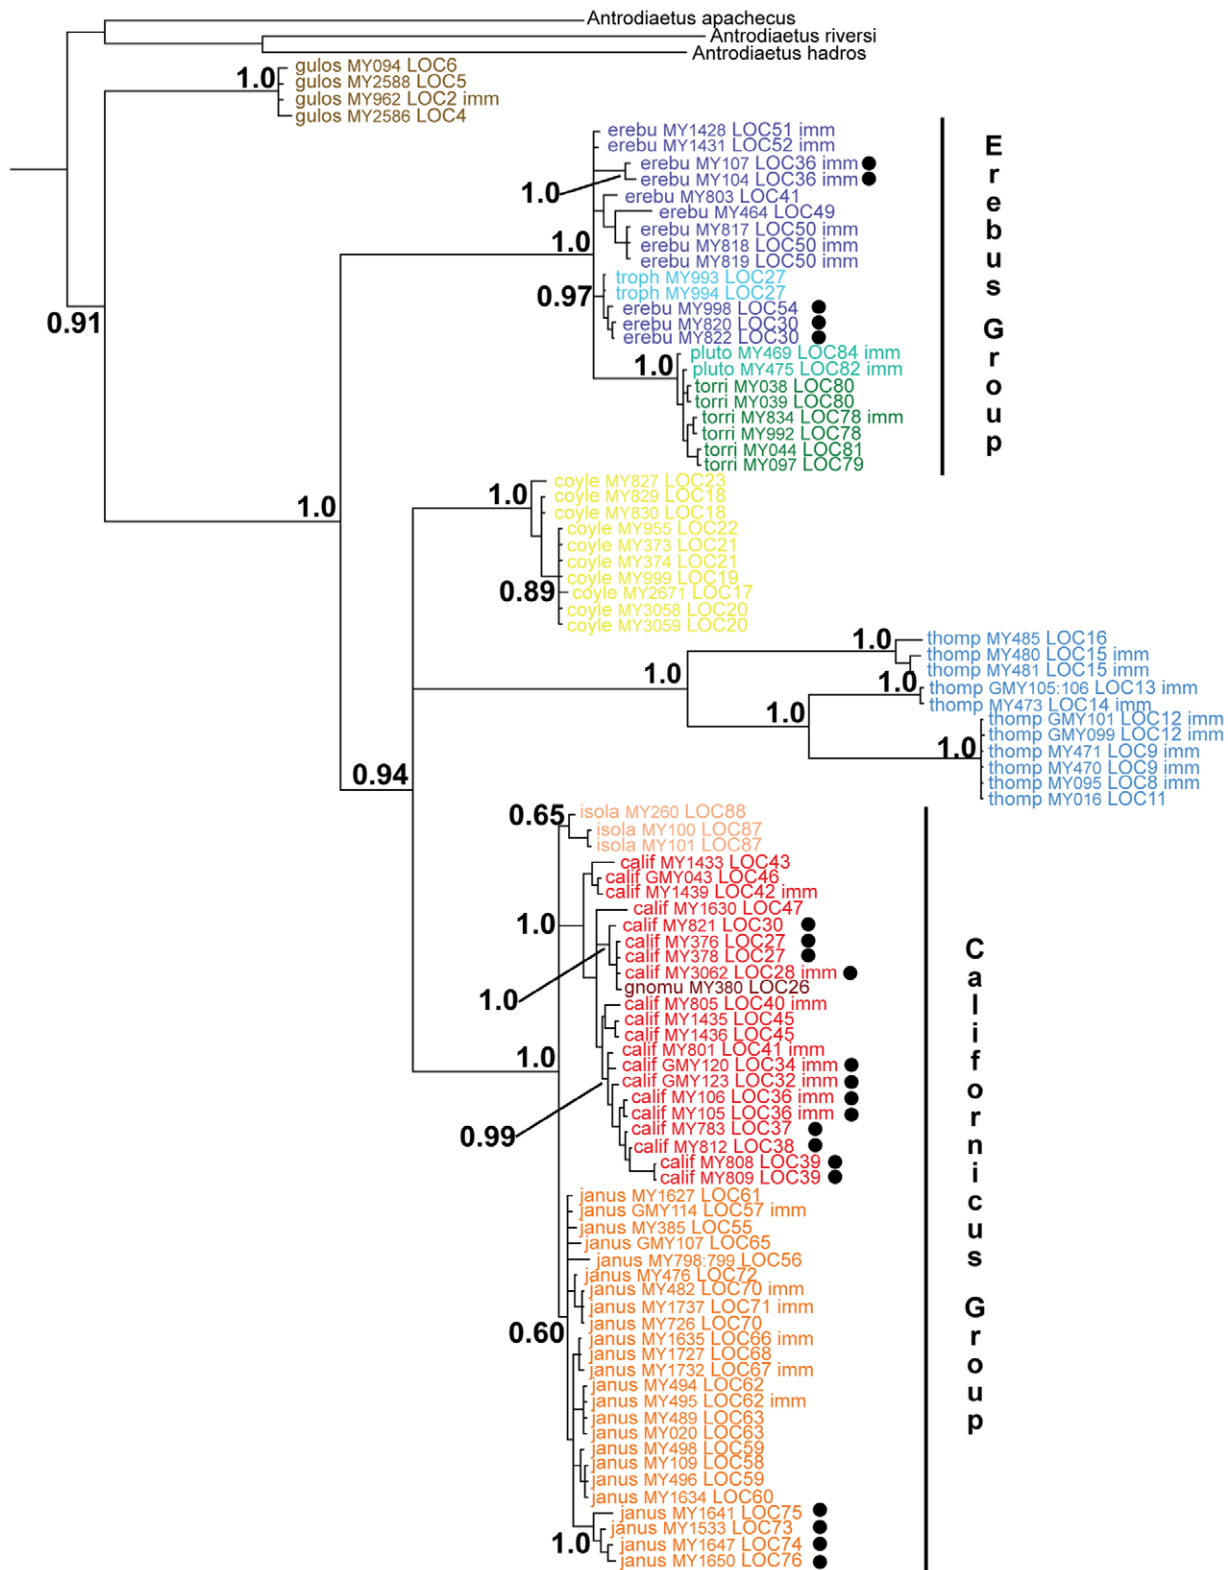 Antrodiaetus apachecus
Antrodiaetus riversi
Antrodiaetus hadros
1.0
gulos MY094 LOC6
gulos MY2588 LOC5
gulos MY962 LOC2 imm
gulos MY2586 LOC4
0.91
1.0
Erebus Group
erebu MY1428 LOC51 imm
erebu MY1431 LOC52 imm
erebu MY107 LOC36 imm
erebu MY104 LOC36 imm
1.0
erebu MY803 LOC41
erebu MY464 LOC49
erebu MY817 LOC50 imm
1.0
erebu MY818 LOC50 imm
erebu MY819 LOC50 imm
troph MY993 LOC27
0.97
troph MY994 LOC27
erebu MY998 LOC54
erebu MY820 LOC30
erebu MY822 LOC30
pluto MY469 LOC84 imm
1.0
pluto MY475 LOC82 imm
torri MY038 LOC80
torri MY039 LOC80
torri MY834 LOC78 imm
torri MY992 LOC78
torri MY044 LOC81
torri MY097 LOC79
coyle MY827 LOC23
1.0
coyle MY829 LOC18
coyle MY830 LOC18
coyle MY955 LOC22
coyle MY373 LOC21
coyle MY374 LOC21
coyle MY999 LOC19
0.89
coyle MY2671 LOC17
coyle MY3058 LOC20
coyle MY3059 LOC20
1.0
thomp MY485 LOC16
thomp MY480 LOC15 imm
thomp MY481 LOC15 imm
1.0
1.0
thomp GMY105:106 LOC13 imm
thomp MY473 LOC14 imm
1.0
thomp GMY101 LOC12 imm
thomp GMY099 LOC12 imm
1.0
thomp MY471 LOC9 imm
thomp MY470 LOC9 imm
thomp MY095 LOC8 imm
thomp MY016 LOC11
0.94
Californicus Group
0.65
isola MY260 LOC88
isola MY100 LOC87
isola MY101 LOC87
calif MY1433 LOC43
calif GMY043 LOC46
calif MY1439 LOC42 imm
calif MY1630 LOC47
1.0
calif MY821 LOC30
calif MY376 LOC27
calif MY378 LOC27
calif MY3062 LOC28 imm
gnomu MY380 LOC26
1.0
calif MY805 LOC40 imm
calif MY1435 LOC45
calif MY1436 LOC45
1.0
calif MY801 LOC41 imm
calif GMY120 LOC34 imm
calif GMY123 LOC32 imm
calif MY106 LOC36 imm
calif MY105 LOC36 imm
0.99
calif MY783 LOC37
calif MY812 LOC38
calif MY808 LOC39
calif MY809 LOC39
janus MY1627 LOC61
janus GMY114 LOC57 imm
janus MY385 LOC55
janus GMY107 LOC65
janus MY798:799 LOC56
janus MY476 LOC72
janus MY482 LOC70 imm
janus MY1737 LOC71 imm
janus MY726 LOC70
0.60
janus MY1635 LOC66 imm
janus MY1727 LOC68
janus MY1732 LOC67 imm
janus MY494 LOC62
janus MY495 LOC62 imm
janus MY489 LOC63
janus MY020 LOC63
janus MY498 LOC59
janus MY109 LOC58
janus MY496 LOC59
janus MY1634 LOC60
janus MY1641 LOC75
janus MY1533 LOC73
1.0
janus MY1647 LOC74
janus MY1650 LOC76